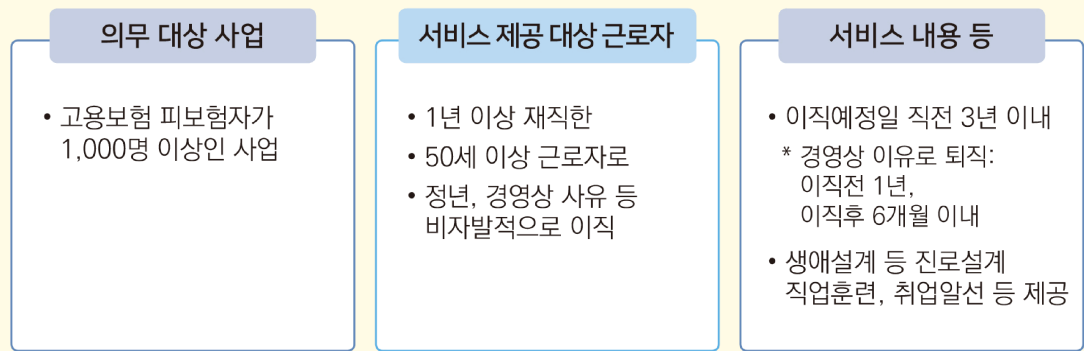 의무 대상 사업
• 고용보험 피보험자가
1,000명 이상인 사업
서비스 제공 대상 근로자
• 1년 이상 재직한
• 50세 이상 근로자로
• 정년, 경영상 사유 등
비자발적으로 이직
서비스 내용 등
• 이직예정일 직전 3년 이내
* 경영상 이유로 퇴직:
이직전 1년,
이직후 6개월 이내
• 생애설계 등 진로설계
직업훈련, 취업알선 등 제공